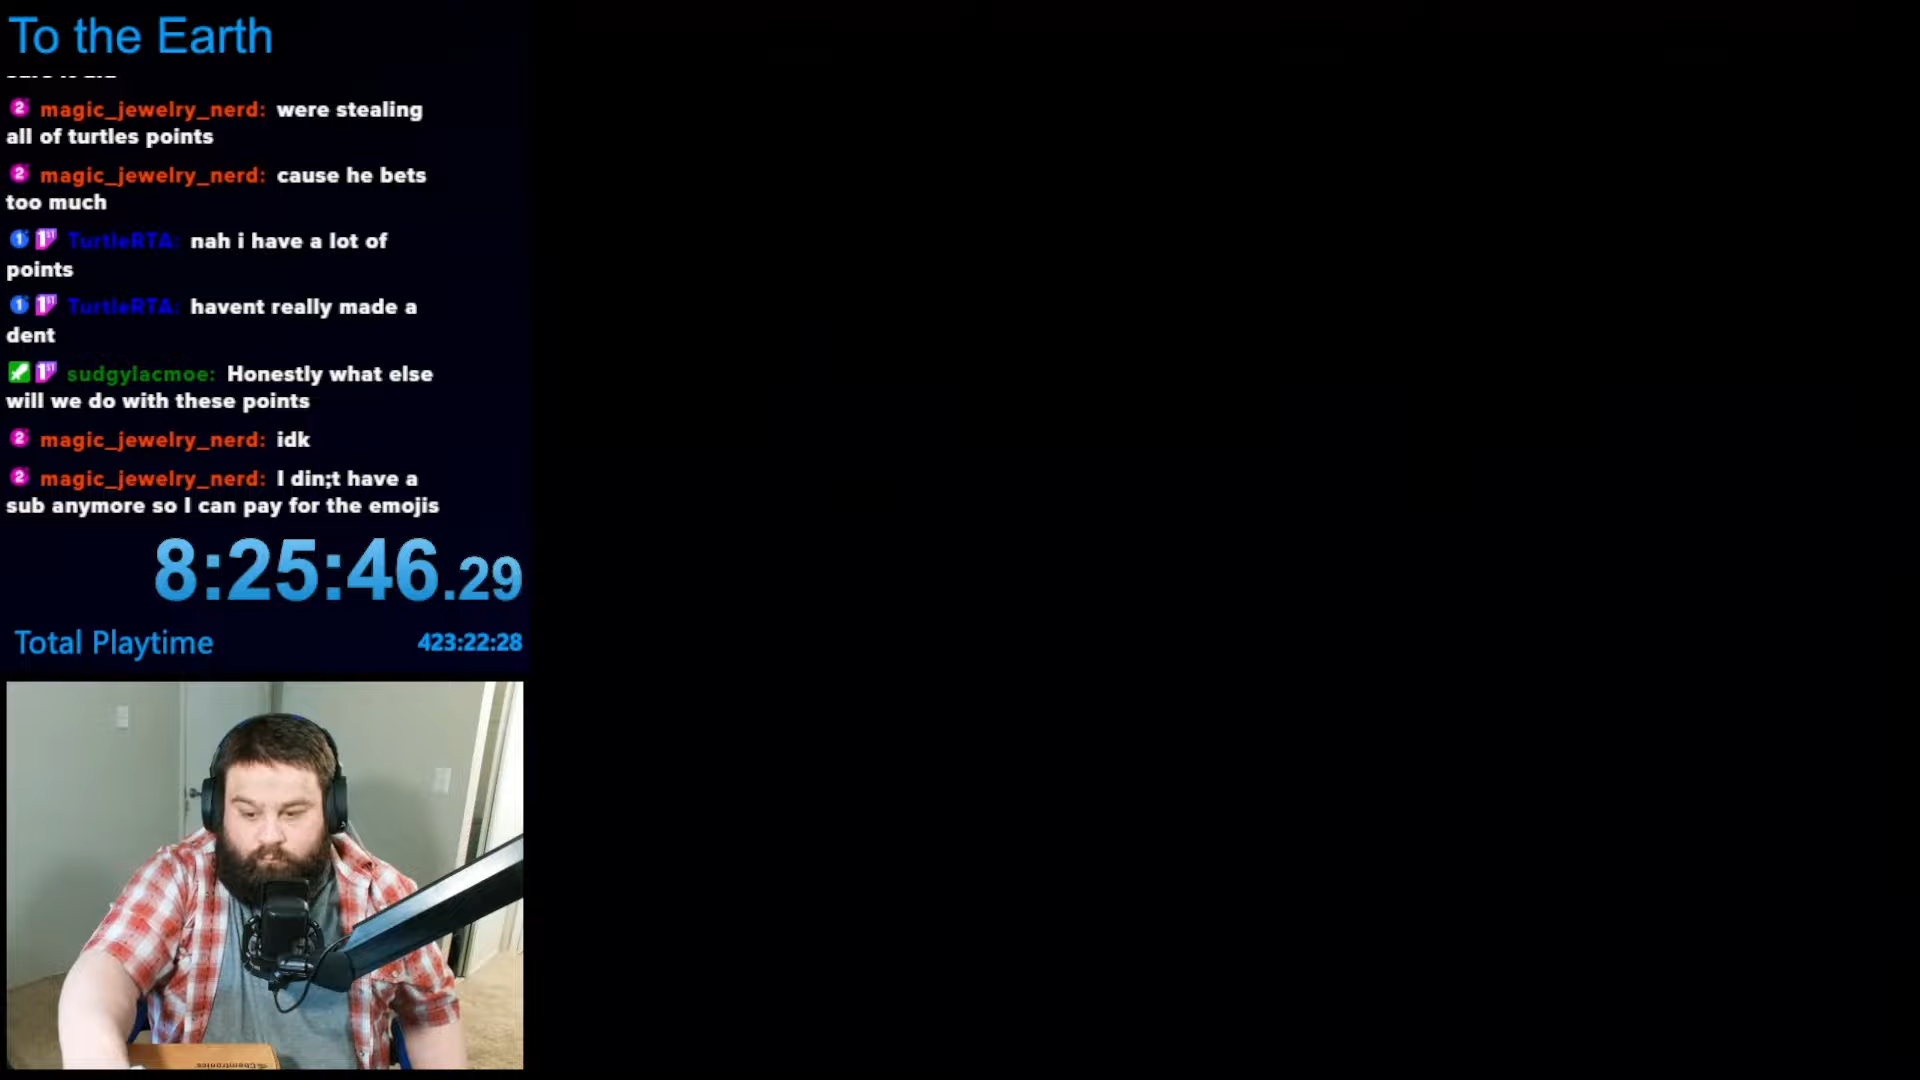 To the Earth
magic_jewelry_nerd: were stealing
all of turtles points
magic_jewelry_nerd: cause he bets
too much
TurtleRTA: nah i have a lot of
points
TurtleRTA: havent really made a
dent
sudgylacmoe: Honestly what else
will we do with these points
magic_jewelry_nerd: idk
magic_jewelry_nerd: I din;t have a
sub anymore so I can pay for the emojis
8:25:46.29
Total Playtime 423:22:28